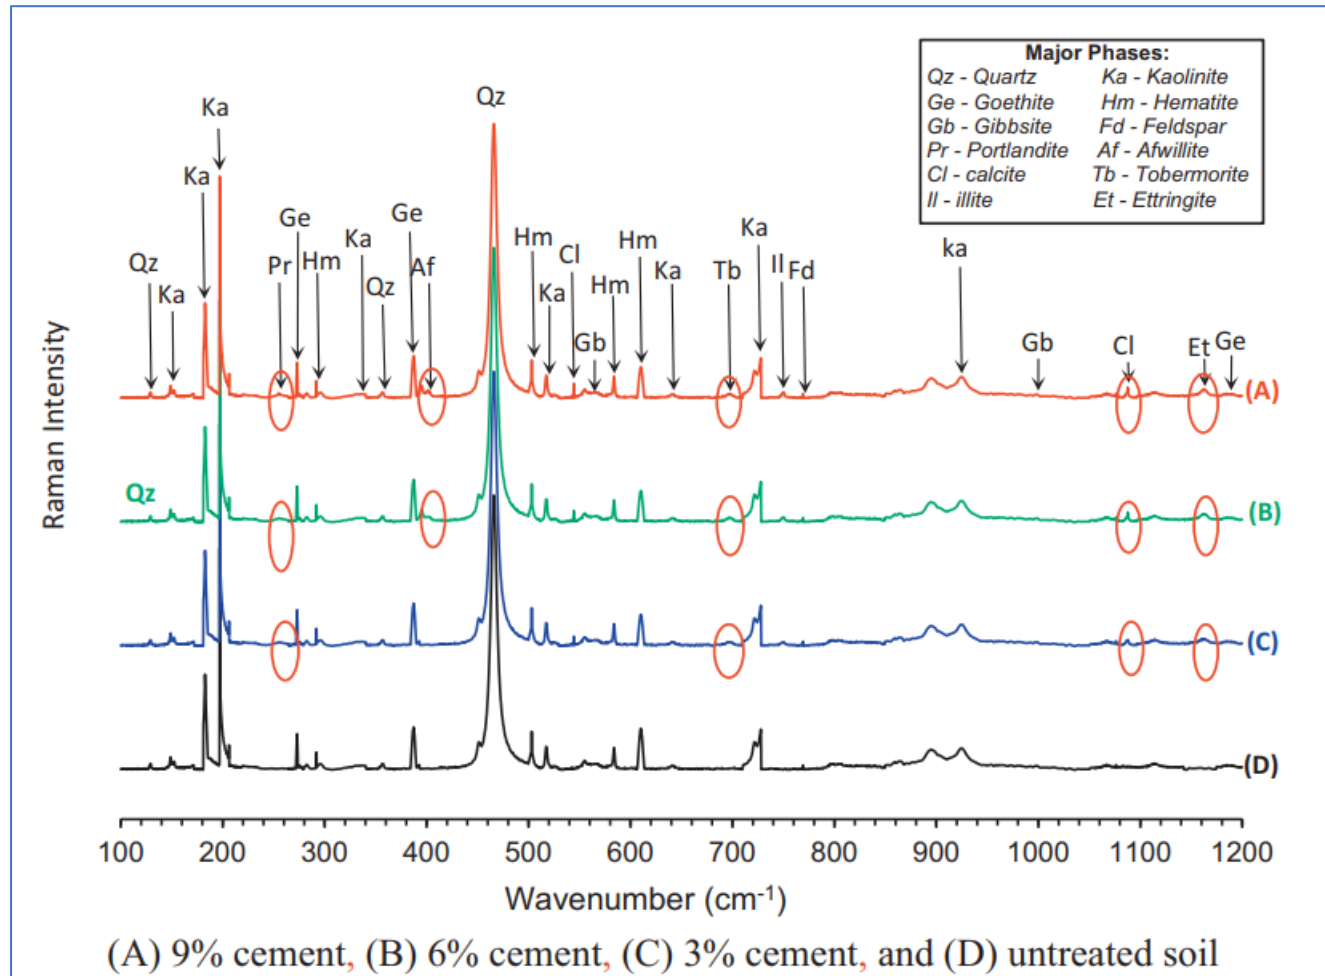 Major Phases:
Qz - Quartz Ka - Kaolinite
Ge - Goethite Hm - Hematite
Gb - Gibbsite Fd - Feldspar
Pr - Portlandite Af - Afwillite
Cl - calcite Tb - Tobermorite
Il - illite Et - Ettringite
Qz
Ka
Ka
Ka
Pr
Ge
Hm
Ka
Qz
Ge
Af
Qz
Hm
Ka
Cl
Gb
Hm
Hm
Ka
Tb
Ka
Il
Fd
ka
Gb
Cl
Et
Ge
(A)
Qz
(B)
(C)
(D)
Raman Intensity
100 200 300 400 500 600 700 800 900 1000 1100 1200
Wavenumber (cm-1)
(A) 9% cement, (B) 6% cement, (C) 3% cement, and (D) untreated soil